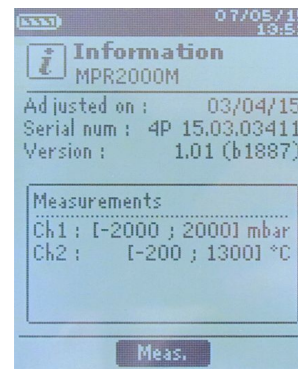 07/05/1
13:5
Information
MPR2000M
Adjusted on : 03/04/15
Serial num : 4P 15.03.03411
Version : 1.01 (b1887)
Measurements
Ch1 : [-2000 ; 2000] mbar
Ch2 : [-200 ; 1300] °C
Meas.